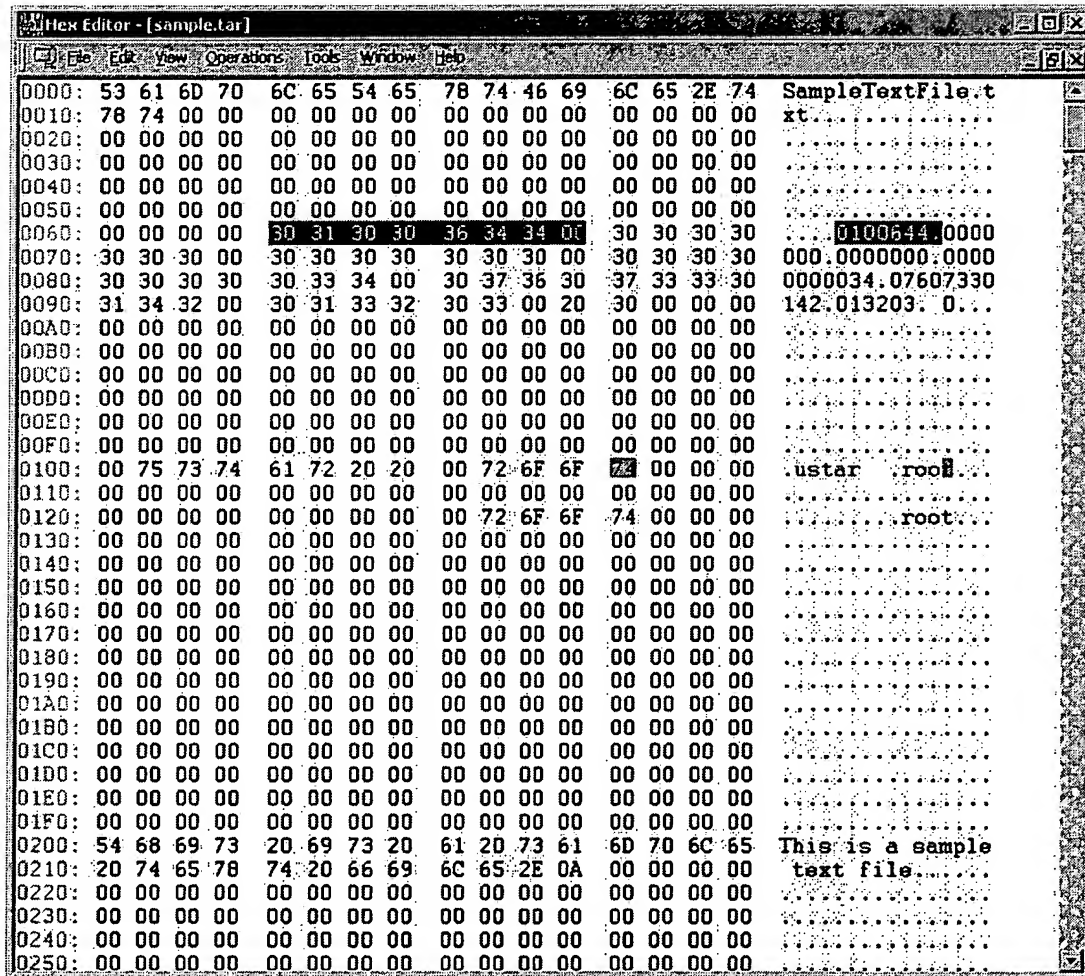 Hex Editor - [sample.tar]
File Edit View Operations Tools Window Help
0000: 53 61 6D 70 6C 65 54 65 78 74 46 69 6C 65 2E 74 SampleTextFile.t
0010: 78 74 00 00 00 00 00 00 00 00 00 00 00 00 00 00 xt..............
0020: 00 00 00 00 00 00 00 00 00 00 00 00 00 00 00 00 ................
0030: 00 00 00 00 00 00 00 00 00 00 00 00 00 00 00 00 ................
0040: 00 00 00 00 00 00 00 00 00 00 00 00 00 00 00 00 ................
0050: 00 00 00 00 00 00 00 00 00 00 00 00 00 00 00 00 ................
0060: 00 00 00 00 30 31 30 30 36 34 34 00 30 30 30 30 ....0100644.0000
0070: 30 30 30 00 30 30 30 30 30 30 30 00 30 30 30 30 000.0000000.0000
0080: 30 30 30 30 30 33 34 00 30 37 36 30 37 33 33 30 0000034.07607330
0090: 31 34 32 00 30 31 33 32 30 33 00 20 30 00 00 00 142.013203. 0...
00A0: 00 00 00 00 00 00 00 00 00 00 00 00 00 00 00 00 ................
00B0: 00 00 00 00 00 00 00 00 00 00 00 00 00 00 00 00 ................
00C0: 00 00 00 00 00 00 00 00 00 00 00 00 00 00 00 00 ................
00D0: 00 00 00 00 00 00 00 00 00 00 00 00 00 00 00 00 ................
00E0: 00 00 00 00 00 00 00 00 00 00 00 00 00 00 00 00 ................
00F0: 00 00 00 00 00 00 00 00 00 00 00 00 00 00 00 00 ................
0100: 00 75 73 74 61 72 20 20 00 72 6F 6F 74 00 00 00 .ustar  .root...
0110: 00 00 00 00 00 00 00 00 00 00 00 00 00 00 00 00 ................
0120: 00 00 00 00 00 00 00 00 00 72 6F 6F 74 00 00 00 .........root...
0130: 00 00 00 00 00 00 00 00 00 00 00 00 00 00 00 00 ................
0140: 00 00 00 00 00 00 00 00 00 00 00 00 00 00 00 00 ................
0150: 00 00 00 00 00 00 00 00 00 00 00 00 00 00 00 00 ................
0160: 00 00 00 00 00 00 00 00 00 00 00 00 00 00 00 00 ................
0170: 00 00 00 00 00 00 00 00 00 00 00 00 00 00 00 00 ................
0180: 00 00 00 00 00 00 00 00 00 00 00 00 00 00 00 00 ................
0190: 00 00 00 00 00 00 00 00 00 00 00 00 00 00 00 00 ................
01A0: 00 00 00 00 00 00 00 00 00 00 00 00 00 00 00 00 ................
01B0: 00 00 00 00 00 00 00 00 00 00 00 00 00 00 00 00 ................
01C0: 00 00 00 00 00 00 00 00 00 00 00 00 00 00 00 00 ................
01D0: 00 00 00 00 00 00 00 00 00 00 00 00 00 00 00 00 ................
01E0: 00 00 00 00 00 00 00 00 00 00 00 00 00 00 00 00 ................
01F0: 00 00 00 00 00 00 00 00 00 00 00 00 00 00 00 00 ................
0200: 54 68 69 73 20 69 73 20 61 20 73 61 6D 70 6C 65 This is a sample
0210: 20 74 65 78 74 20 66 69 6C 65 2E 0A 00 00 00 00 text file......
0220: 00 00 00 00 00 00 00 00 00 00 00 00 00 00 00 00 ................
0230: 00 00 00 00 00 00 00 00 00 00 00 00 00 00 00 00 ................
0240: 00 00 00 00 00 00 00 00 00 00 00 00 00 00 00 00 ................
0250: 00 00 00 00 00 00 00 00 00 00 00 00 00 00 00 00 ................